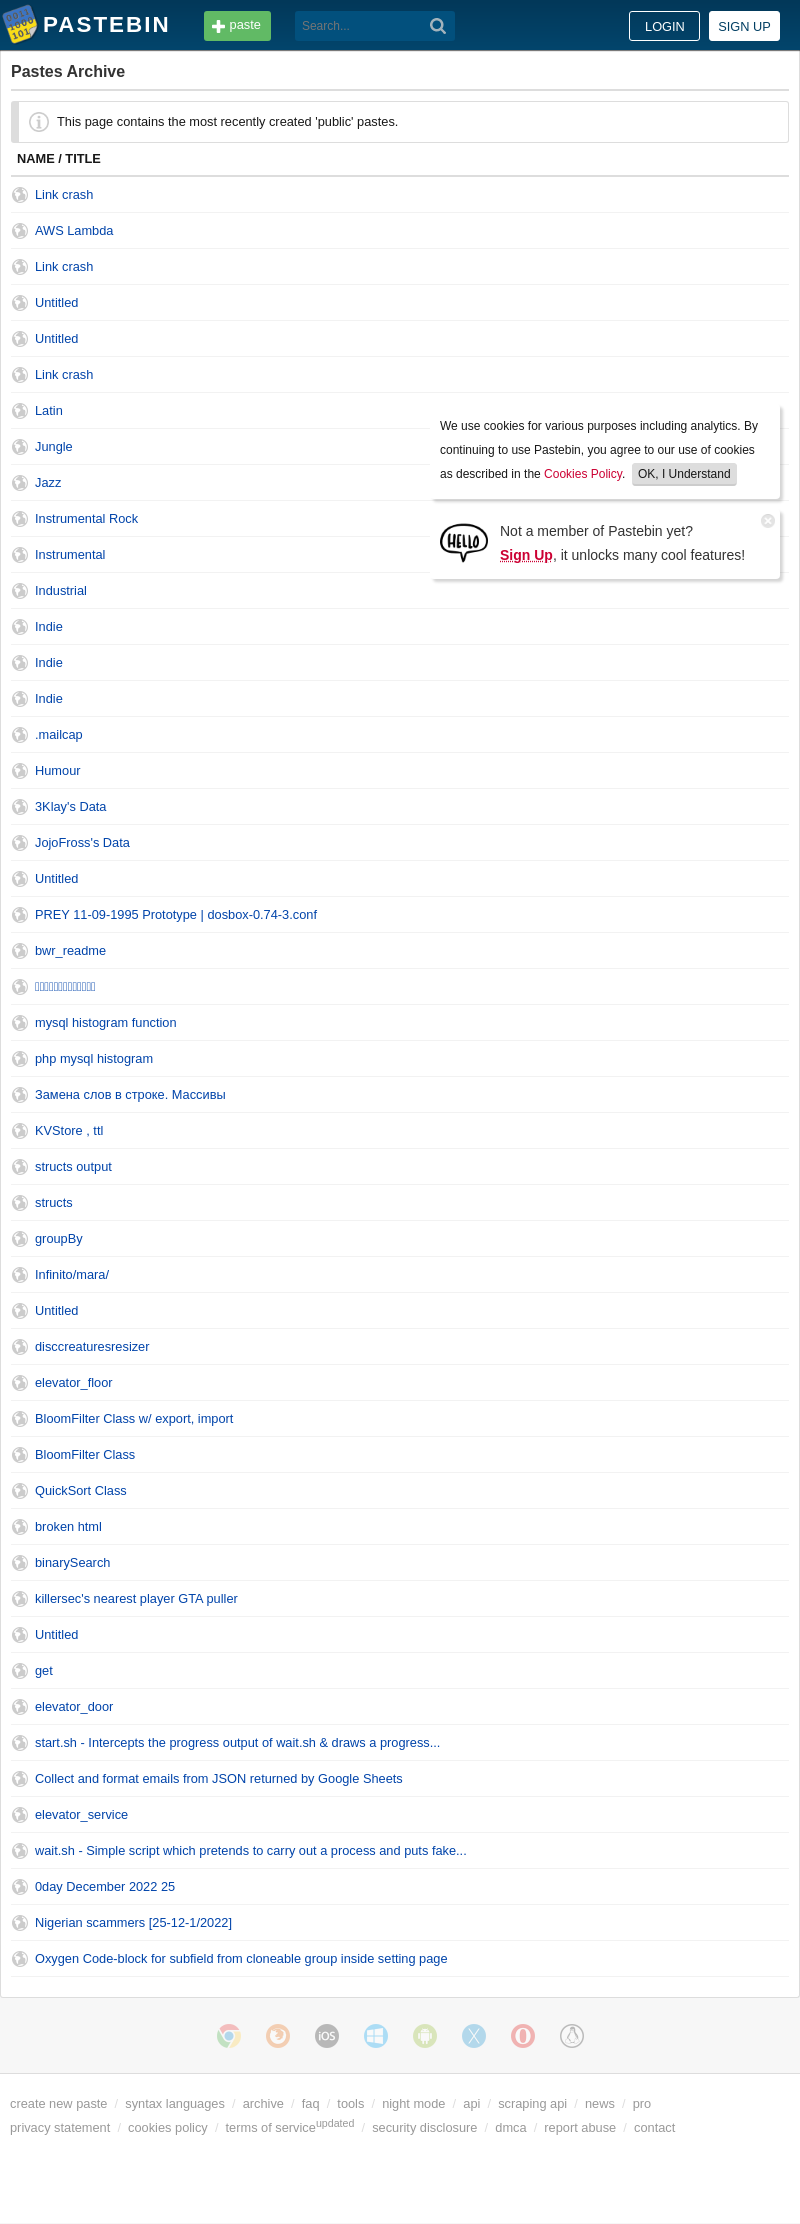 PASTEBIN
paste
Search...
LOGIN
SIGN UP
Pastes Archive
This page contains the most recently created 'public' pastes.
NAME / TITLE
Link crash
AWS Lambda
Link crash
Untitled
Untitled
Link crash
Latin
Jungle
Jazz
Instrumental Rock
Instrumental
Industrial
Indie
Indie
Indie
.mailcap
Humour
3Klay's Data
JojoFross's Data
Untitled
PREY 11-09-1995 Prototype | dosbox-0.74-3.conf
bwr_readme
mysql histogram function
php mysql histogram
Замена слов в строке. Массивы
KVStore , ttl
structs output
structs
groupBy
Infinito/mara/
Untitled
disccreaturesresizer
elevator_floor
BloomFilter Class w/ export, import
BloomFilter Class
QuickSort Class
broken html
binarySearch
killersec's nearest player GTA puller
Untitled
get
elevator_door
start.sh - Intercepts the progress output of wait.sh & draws a progress...
Collect and format emails from JSON returned by Google Sheets
elevator_service
wait.sh - Simple script which pretends to carry out a process and puts fake...
0day December 2022 25
Nigerian scammers [25-12-1/2022]
Oxygen Code-block for subfield from cloneable group inside setting page
We use cookies for various purposes including analytics. By
continuing to use Pastebin, you agree to our use of cookies
as described in the Cookies Policy. OK, I Understand
HELLO
Not a member of Pastebin yet?
Sign Up, it unlocks many cool features!
iOS
create new paste / syntax languages / archive / faq / tools / night mode / api / scraping api / news / pro
privacy statement / cookies policy / terms of serviceupdated / security disclosure / dmca / report abuse / contact